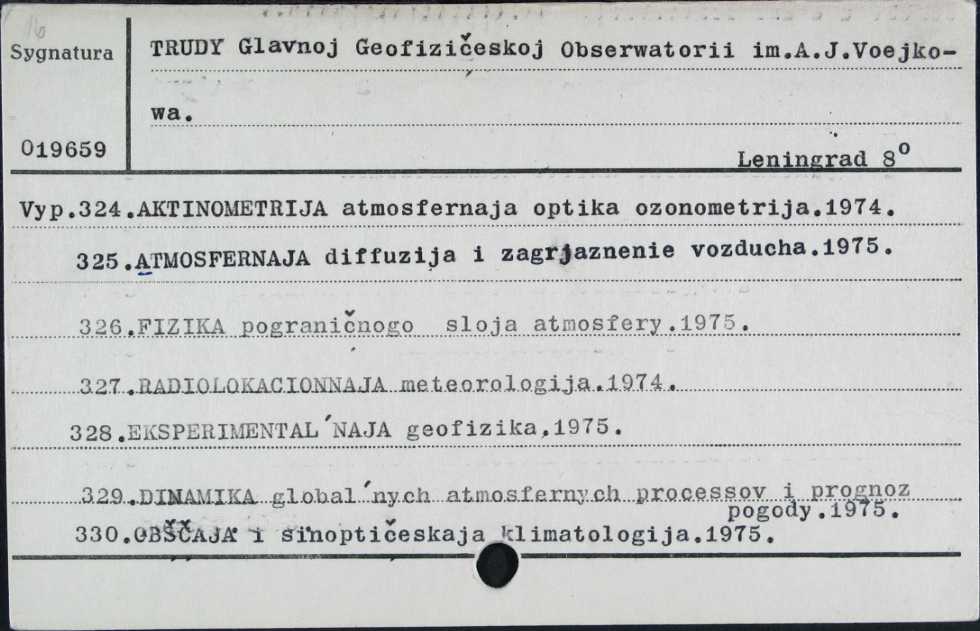 16
Sygnatura
TRUDY Glavnoj Geofizičeskoj Obserwatorii im.A.J.Voejko-
wa.
019659
Leningrad 8º
Vyp.324.AKTINOMETRIJA atmosfernaja optika ozonometrija.1974.
325.ATMOSFERNAJA diffuzija i zagrjaznenie vozducha.1975.
326.FIZIKA pograničnogo sloja atmosfery.1975.
327.RADIOLOKACIONNAJA meteorologija.1974.
328.EKSPERIMENTAL´NAJA geofizika.1975.
329.DINAMIKA global´nych atmosfernych processov i prognoz
pogody.1975.
330.OBŠČAJA i sinoptičeskaja klimatologija.1975.